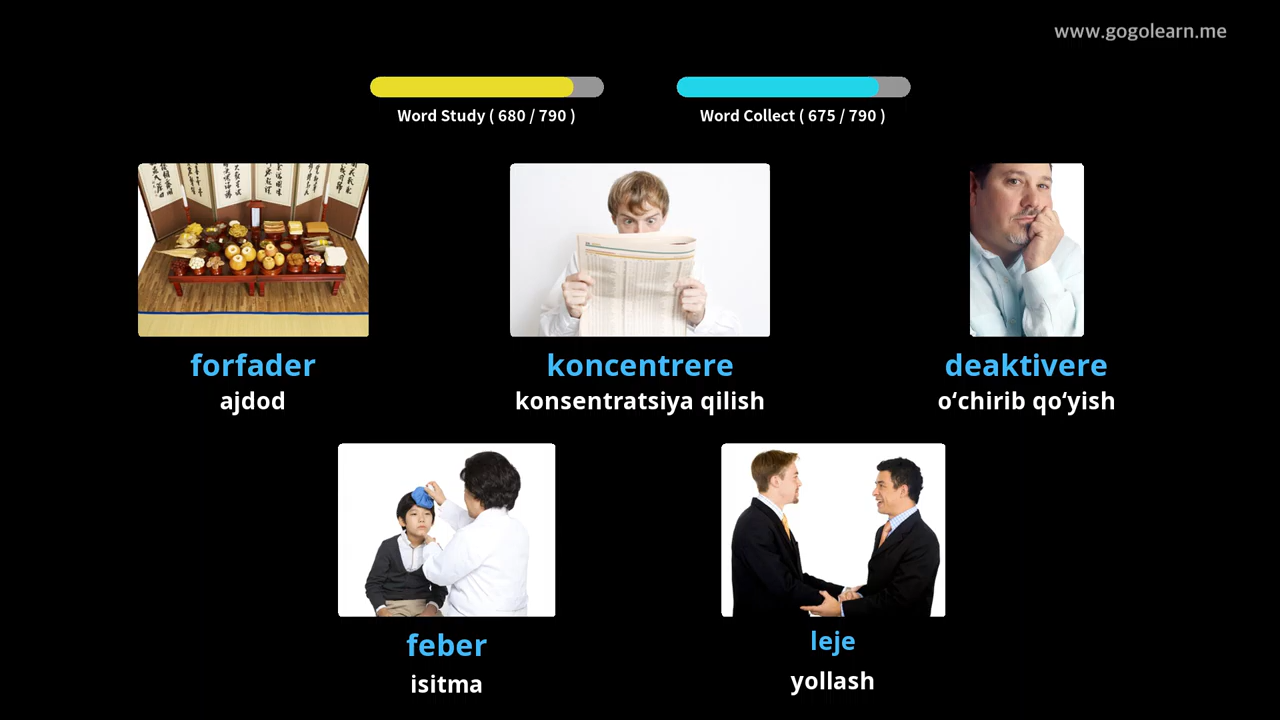 www.gogolearn.me
Word Study ( 680 / 790 )
Word Collect ( 675 / 790 )
forfader
ajdod
koncentrere
konsentratsiya qilish
deaktivere
oʻchirib qoʻyish
feber
isitma
leje
yollash